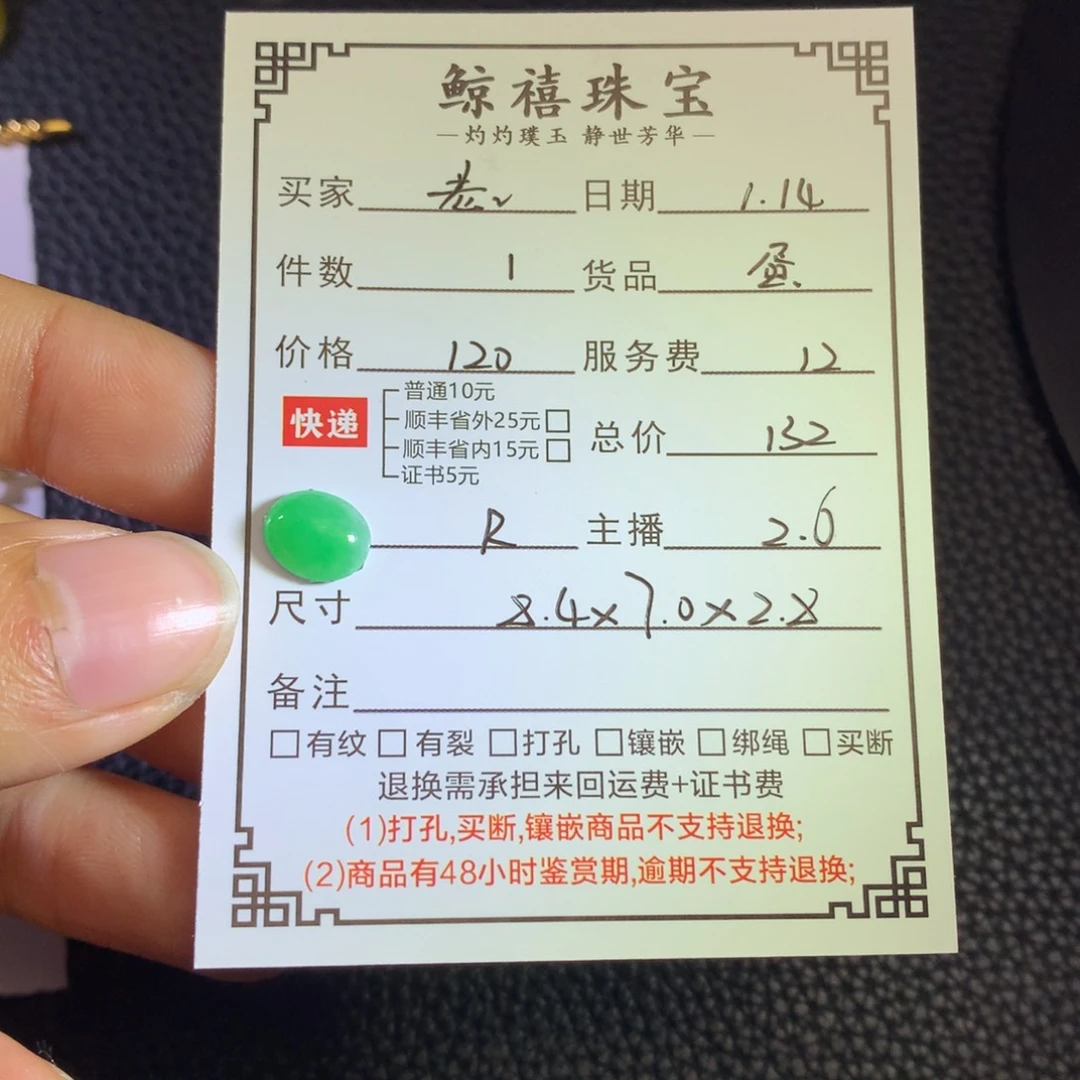 鲸禧珠宝
—灼灼璞玉 静世芳华—
买家 日期 1.14
件数 1 货品 蛋
价格 120 服务费 12
普通10元
快递 顺丰省外25元 总价 132
顺丰省内15元
证书5元
R 主播 2.6
尺寸 8.4x7.0x2.8
备注
有纹 有裂 打孔 镶嵌 绑绳 买断
退换需承担来回运费+证书费
(1)打孔,买断,镶嵌商品不支持退换;
(2)商品有48小时鉴赏期,逾期不支持退换;